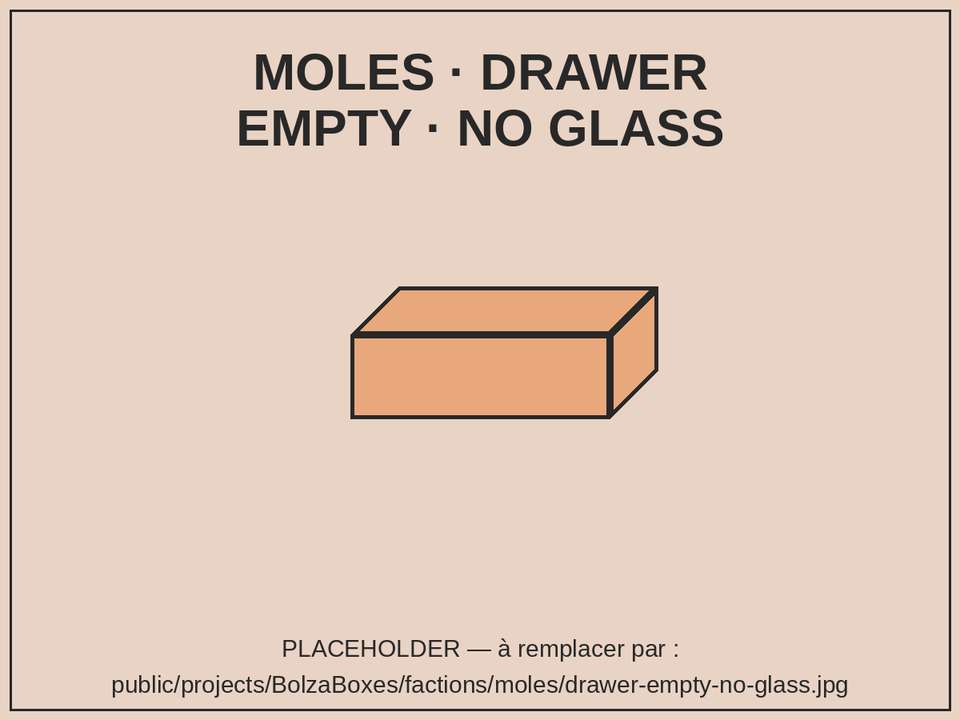 MOLES · DRAWER
EMPTY · NO GLASS
PLACEHOLDER — à remplacer par :
public/projects/BolzaBoxes/factions/moles/drawer-empty-no-glass.jpg